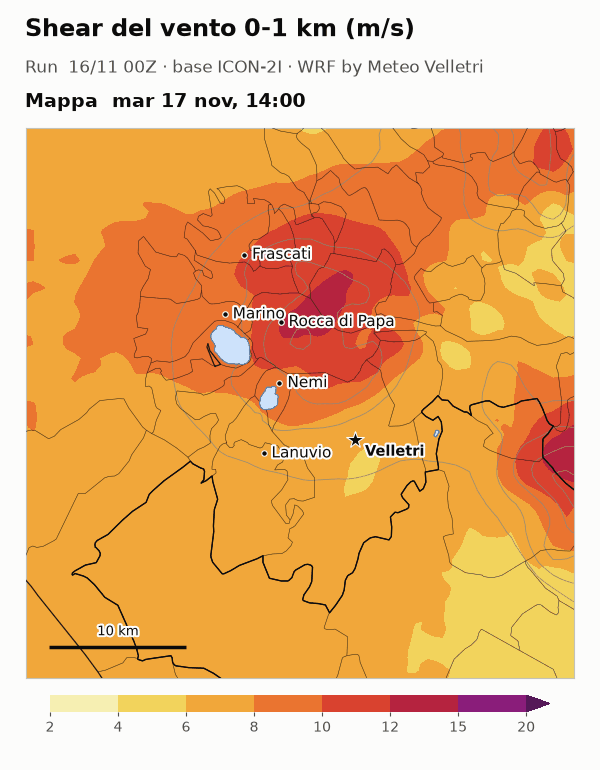 Shear del vento 0-1 km (m/s)
Run 16/11 00Z · base ICON-2I · WRF by Meteo Velletri
Mappa mar 17 nov, 14:00
Frascati
Marino
Rocca di Papa
Nemi
Velletri
Lanuvio
10 km
2 4 6 8 10 12 15 20